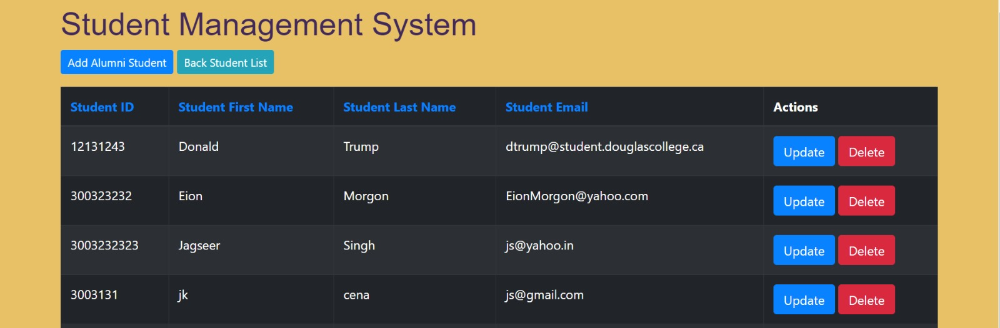 Student Management System
Add Alumni Student Back Student List
Student ID Student First Name Student Last Name Student Email Actions
12131243 Donald Trump dtrump@student.douglascollege.ca Update Delete
300323232 Eion Morgon EionMorgon@yahoo.com Update Delete
3003232323 Jagseer Singh js@yahoo.in Update Delete
3003131 jk cena js@gmail.com Update Delete